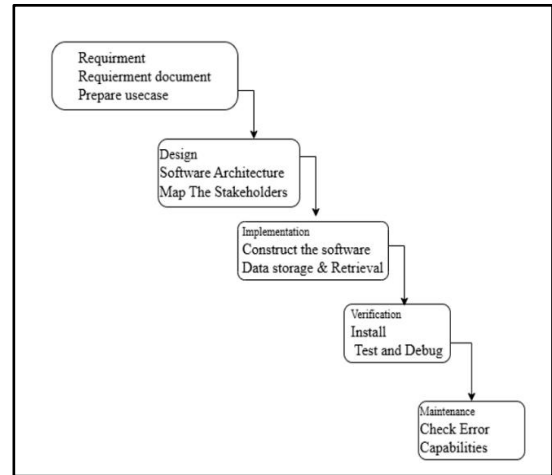 Requirment
Requierment document
Prepare usecase
Design
Software Architecture
Map The Stakeholders
Implementation
Construct the software
Data storage & Retrieval
Verification
Install
Test and Debug
Maintenance
Check Error
Capabilities